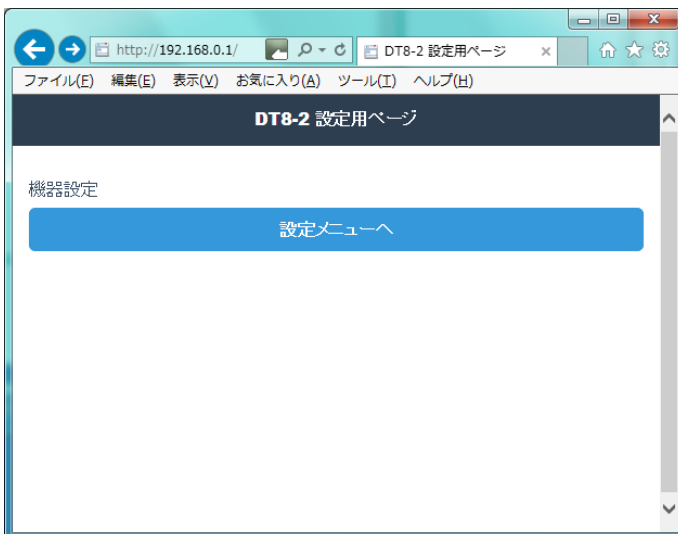 http://192.168.0.1/
DT8-2 設定用ページ
ファイル(F) 編集(E) 表示(V) お気に入り(A) ツール(T) ヘルプ(H)
DT8-2 設定用ページ
機器設定
設定メニューへ